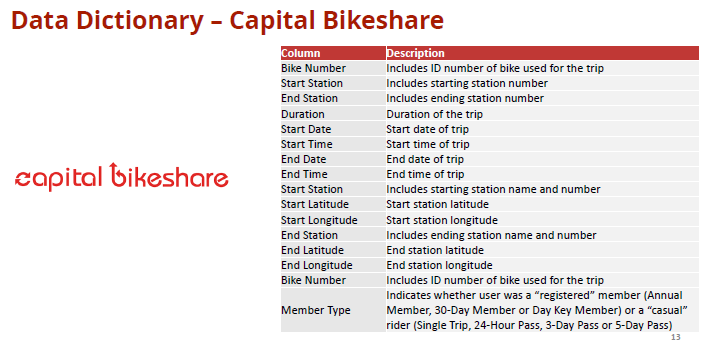 Data Dictionary – Capital Bikeshare
capital bikeshare
Column Description
Bike Number Includes ID number of bike used for the trip
Start Station Includes starting station number
End Station Includes ending station number
Duration Duration of the trip
Start Date Start date of trip
Start Time Start time of trip
End Date End date of trip
End Time End time of trip
Start Station Includes starting station name and number
Start Latitude Start station latitude
Start Longitude Start station longitude
End Station Includes ending station name and number
End Latitude End station latitude
End Longitude End station longitude
Bike Number Includes ID number of bike used for the trip
Member Type Indicates whether user was a “registered” member (Annual
Member, 30-Day Member or Day Key Member) or a “casual”
rider (Single Trip, 24-Hour Pass, 3-Day Pass or 5-Day Pass)
13